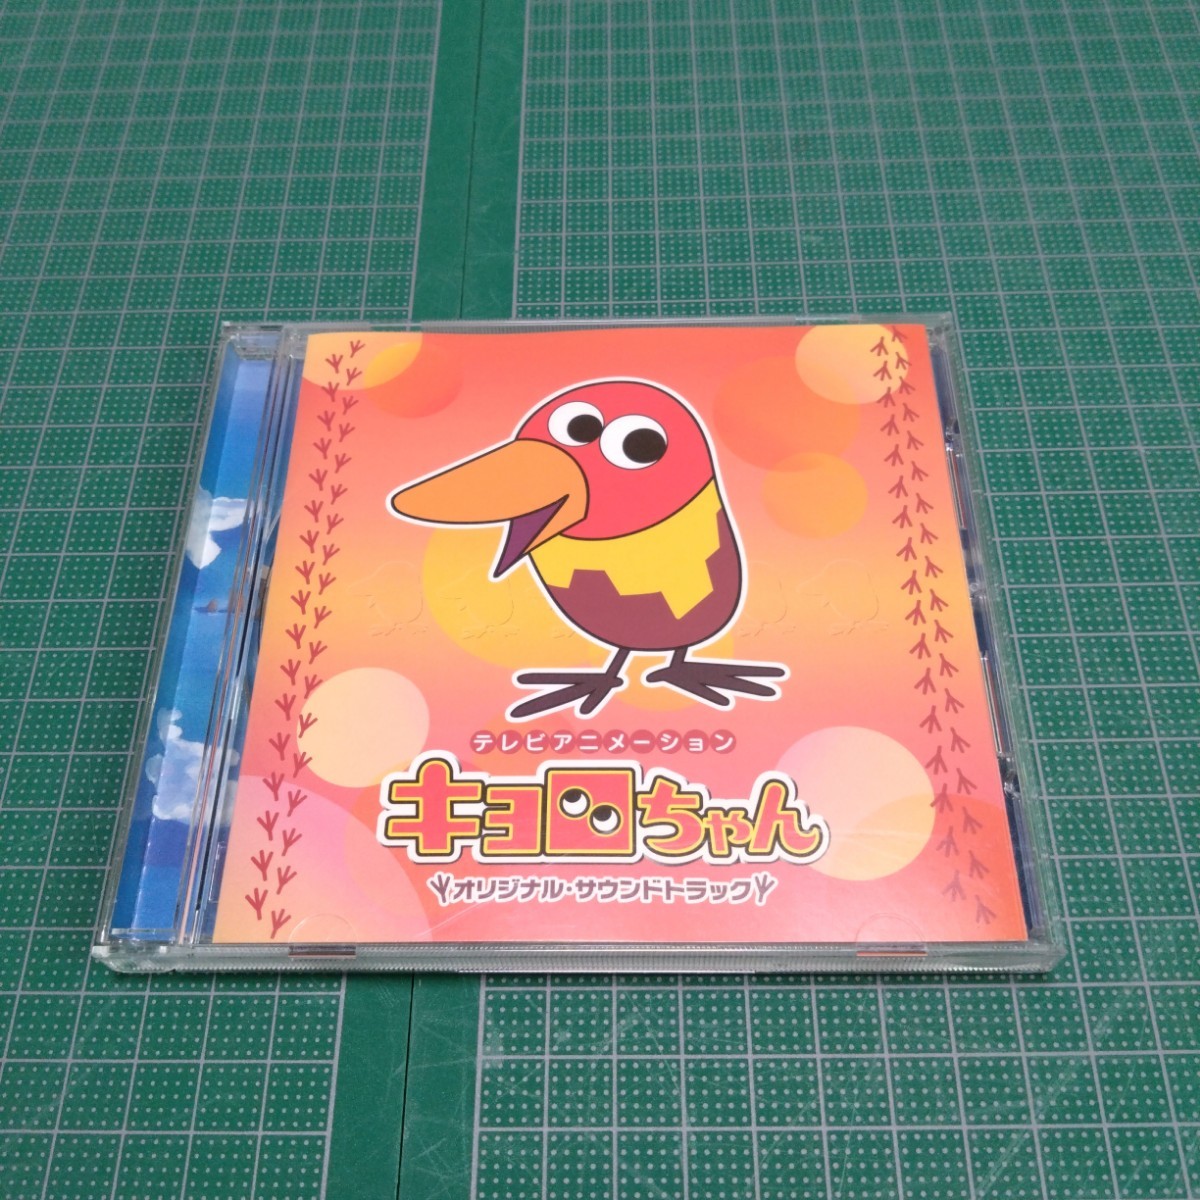 テレビアニメーション
キョロちゃん
オリジナル・サウンドトラック